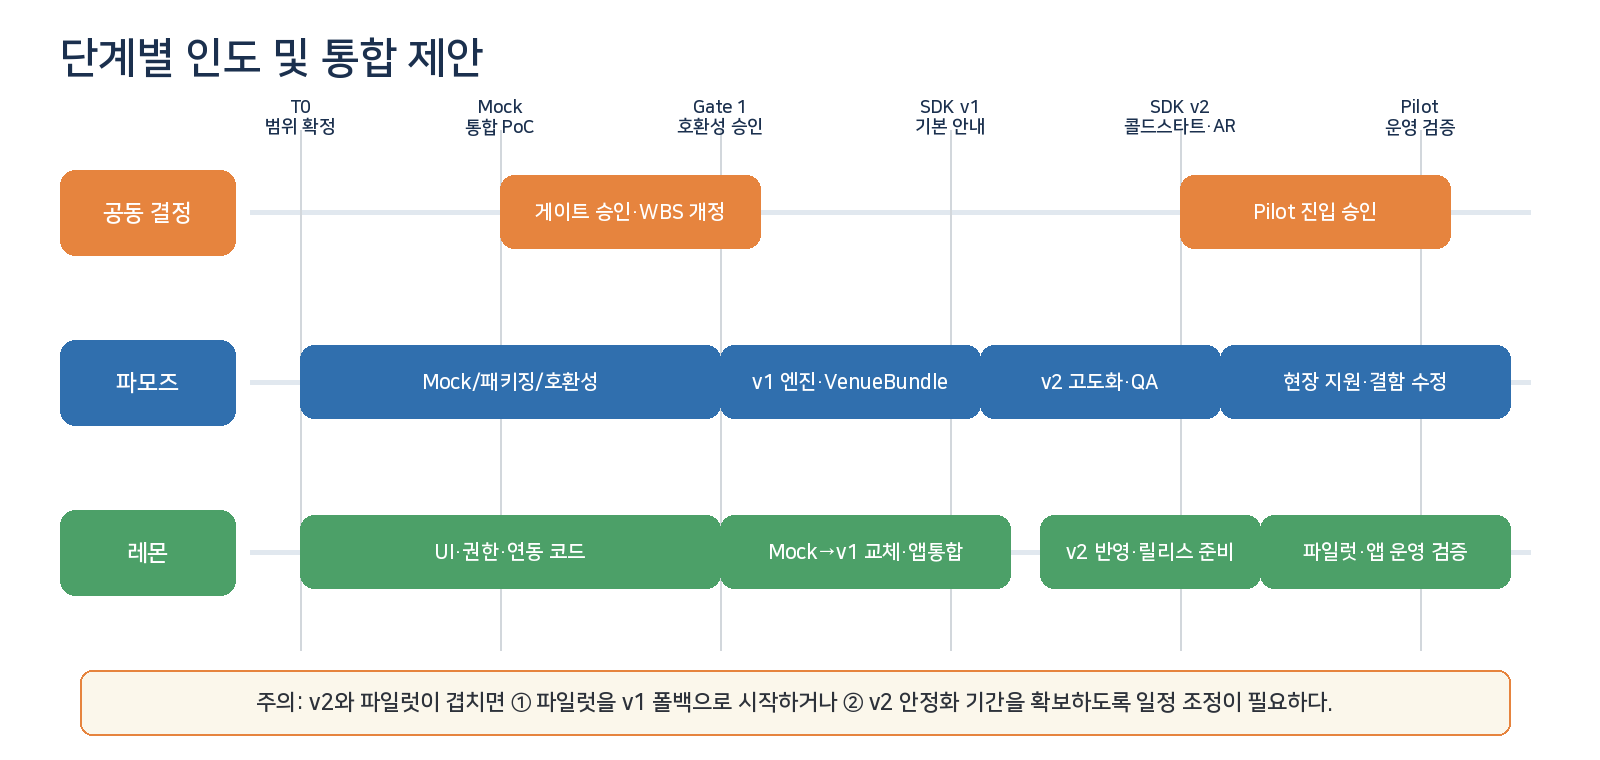 단계별 인도 및 통합 제안
T0
범위 확정
Mock
통합 PoC
Gate 1
호환성 승인
SDK v1
기본 안내
SDK v2
콜드스타트·AR
Pilot
운영 검증
공동 결정
게이트 승인·WBS 개정
Pilot 진입 승인
파모즈
Mock/패키징/호환성
v1 엔진·VenueBundle
v2 고도화·QA
현장 지원·결함 수정
레몬
UI·권한·연동 코드
Mock→v1 교체·앱통합
v2 반영·릴리스 준비
파일럿·앱 운영 검증
주의: v2와 파일럿이 겹치면 ① 파일럿을 v1 폴백으로 시작하거나 ② v2 안정화 기간을 확보하도록 일정 조정이 필요하다.